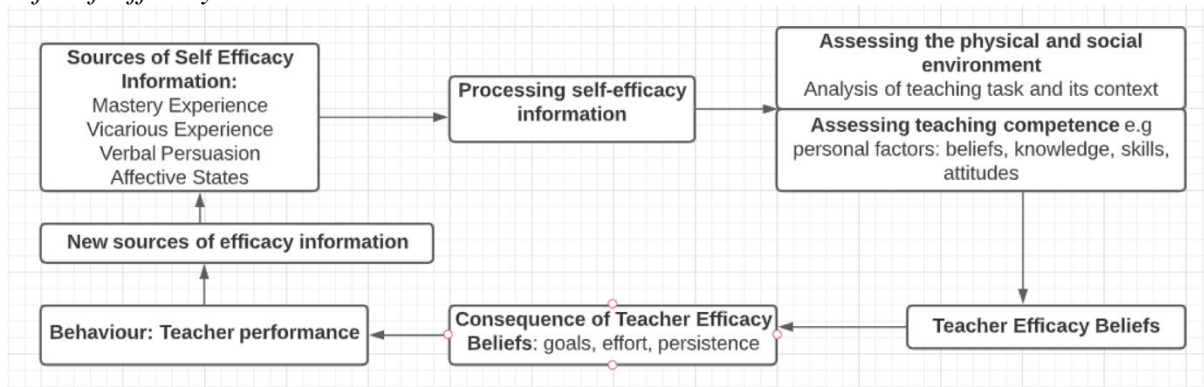 Sources of Self Efficacy
Information:
Mastery Experience
Vicarious Experience
Verbal Persuasion
Affective States
Processing self-efficacy
information
Assessing the physical and social
environment
Analysis of teaching task and its context
Assessing teaching competence e.g
personal factors: beliefs, knowledge, skills,
attitudes
New sources of efficacy information
Behaviour: Teacher performance
Consequence of Teacher Efficacy
Beliefs: goals, effort, persistence
Teacher Efficacy Beliefs